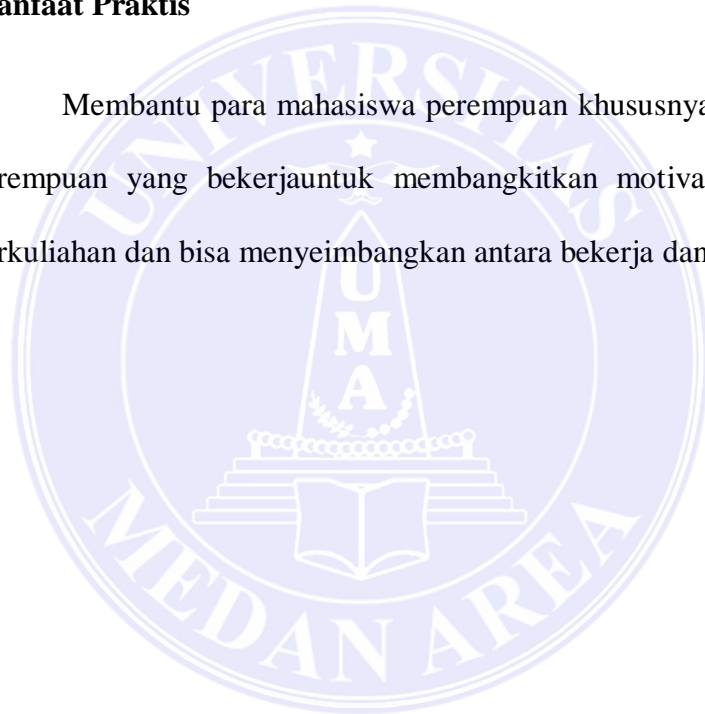 anfaat Praktis
Membantu para mahasiswa perempuan khususnya
rempuan yang bekerjauntuk membangkitkan motiva
rkuliahan dan bisa menyeimbangkan antara bekerja dan
UNIVERSITAS
UMA
MEDAN AREA